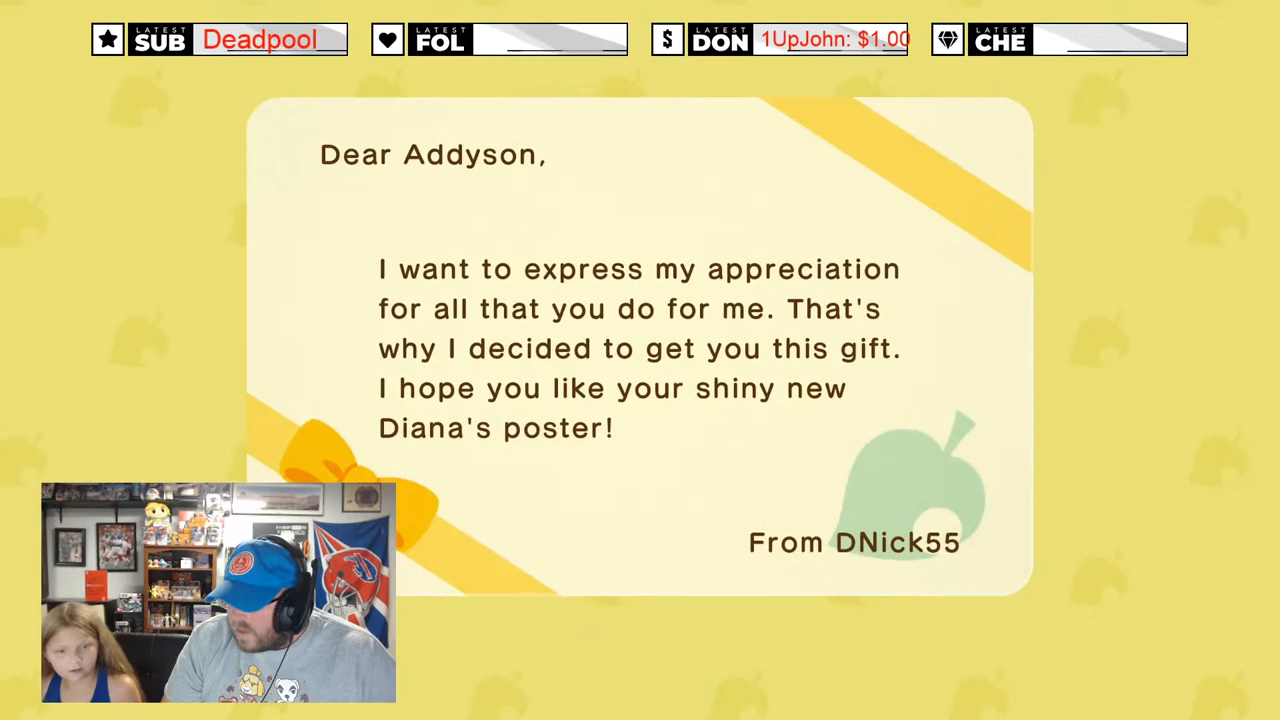 LATEST SUB Deadpool
LATEST FOL
LATEST DON 1UpJohn: $1.00
LATEST CHE
Dear Addyson,
I want to express my appreciation
for all that you do for me. That's
why I decided to get you this gift.
I hope you like your shiny new
Diana's poster!
From DNick55